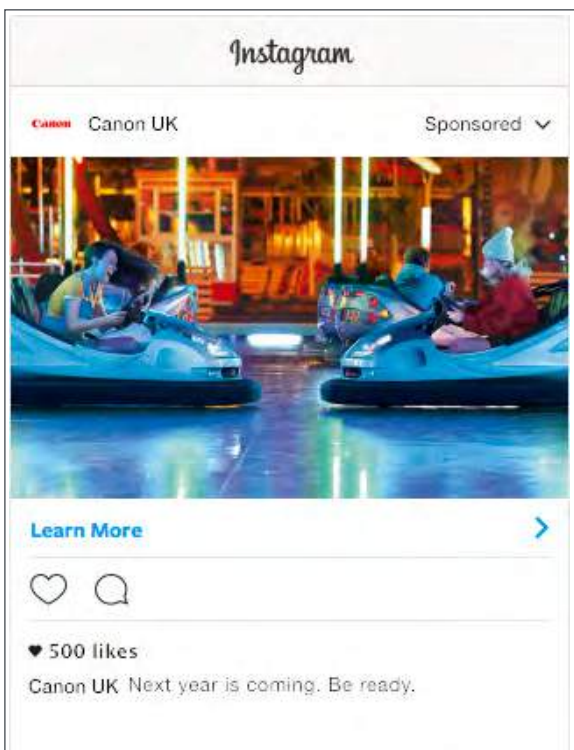 Instagram
Canon Canon UK Sponsored
Learn More
500 likes
Canon UK Next year is coming. Be ready.